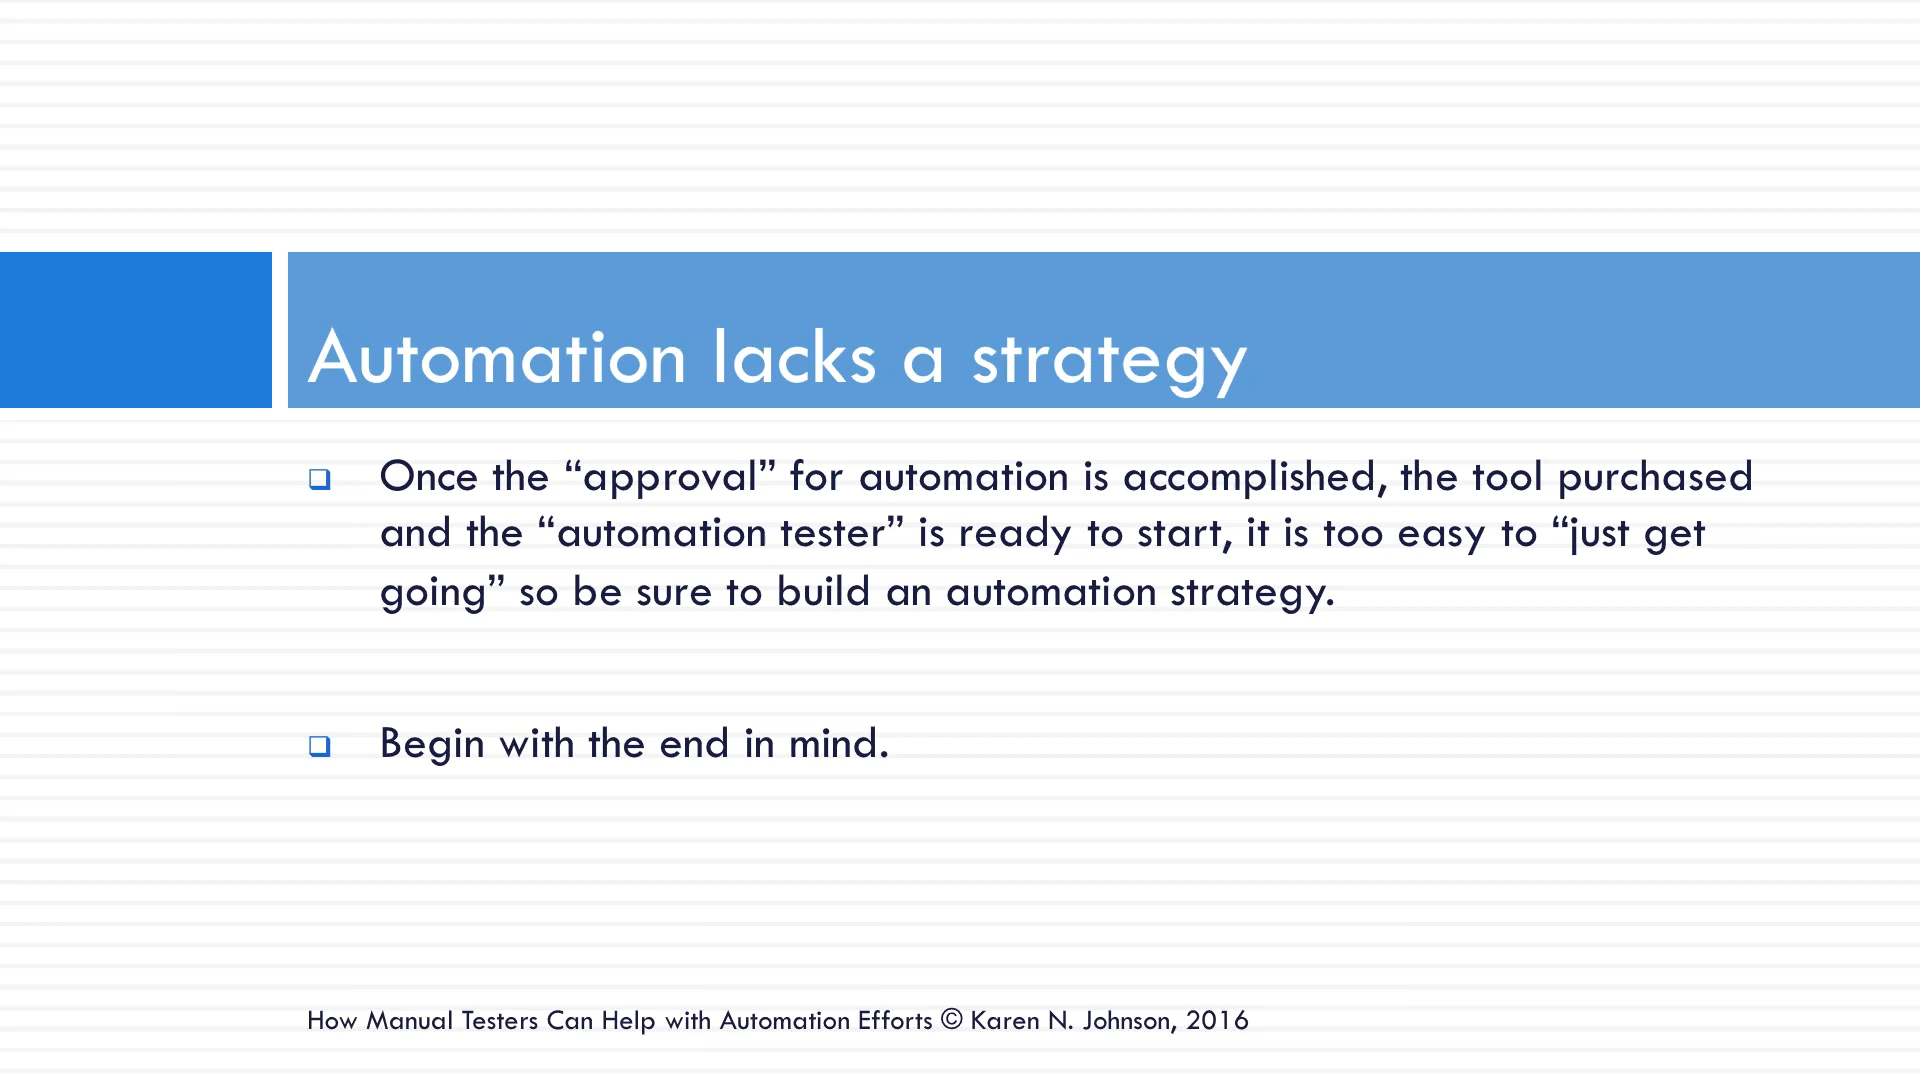 Automation lacks a strategy
Once the “approval” for automation is accomplished, the tool purchased
and the “automation tester” is ready to start, it is too easy to “just get
going” so be sure to build an automation strategy.
Begin with the end in mind.
How Manual Testers Can Help with Automation Efforts © Karen N. Johnson, 2016